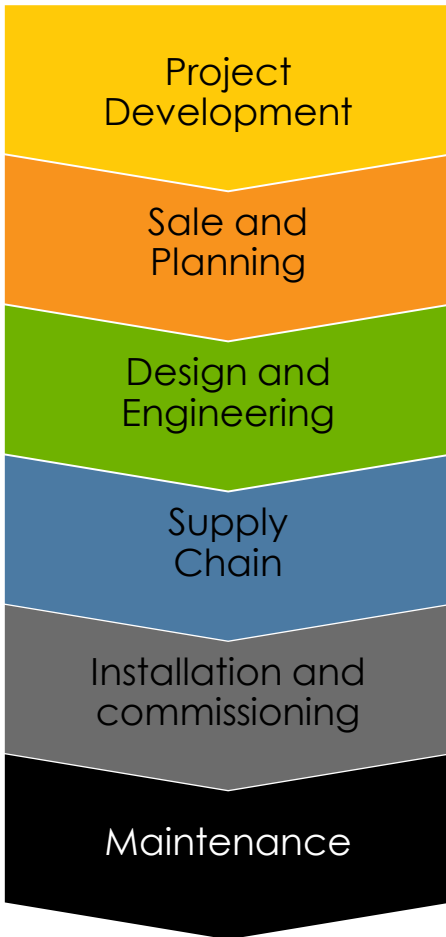 Project
Development
Sale and
Planning
Design and
Engineering
Supply
Chain
Installation and
commissioning
Maintenance